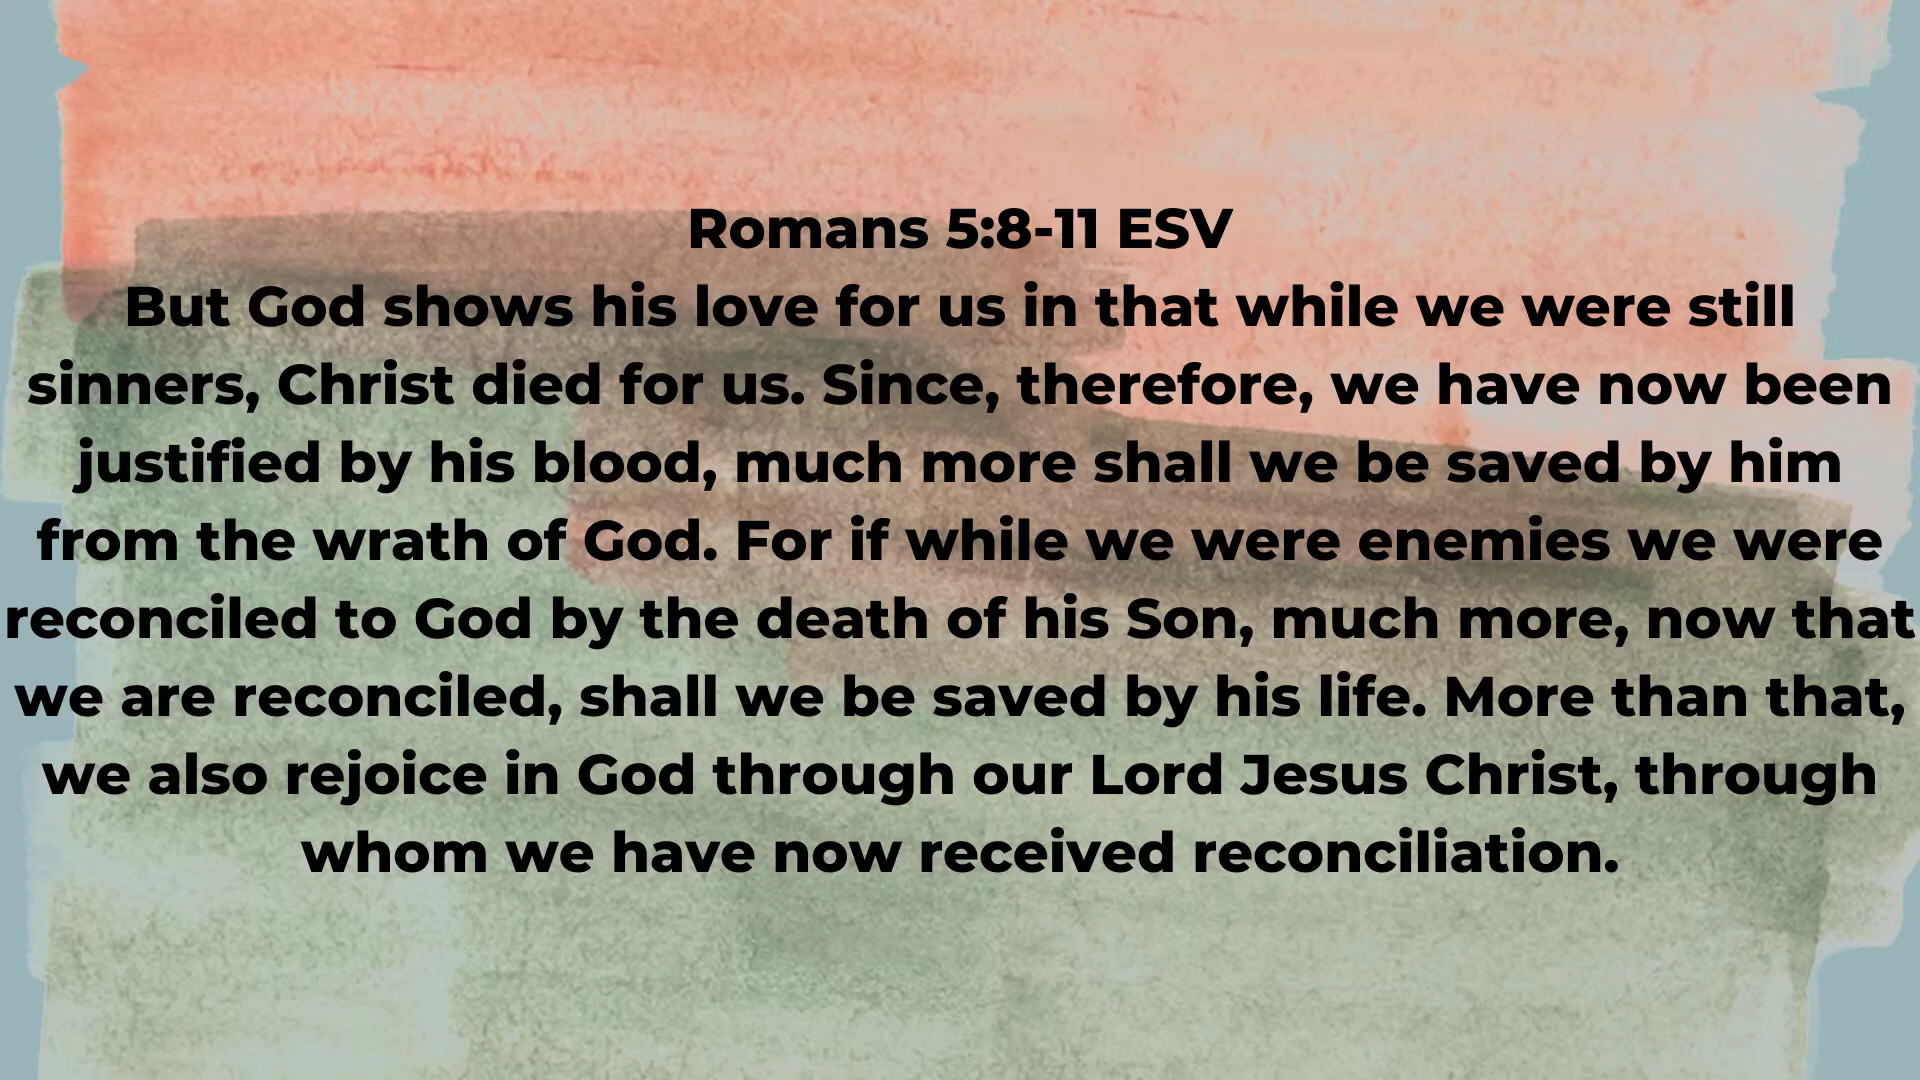 Romans 5:8-11 ESV
But God shows his love for us in that while we were still
sinners, Christ died for us. Since, therefore, we have now been
justified by his blood, much more shall we be saved by him
from the wrath of God. For if while we were enemies we were
reconciled to God by the death of his Son, much more, now that
we are reconciled, shall we be saved by his life. More than that,
we also rejoice in God through our Lord Jesus Christ, through
whom we have now received reconciliation.